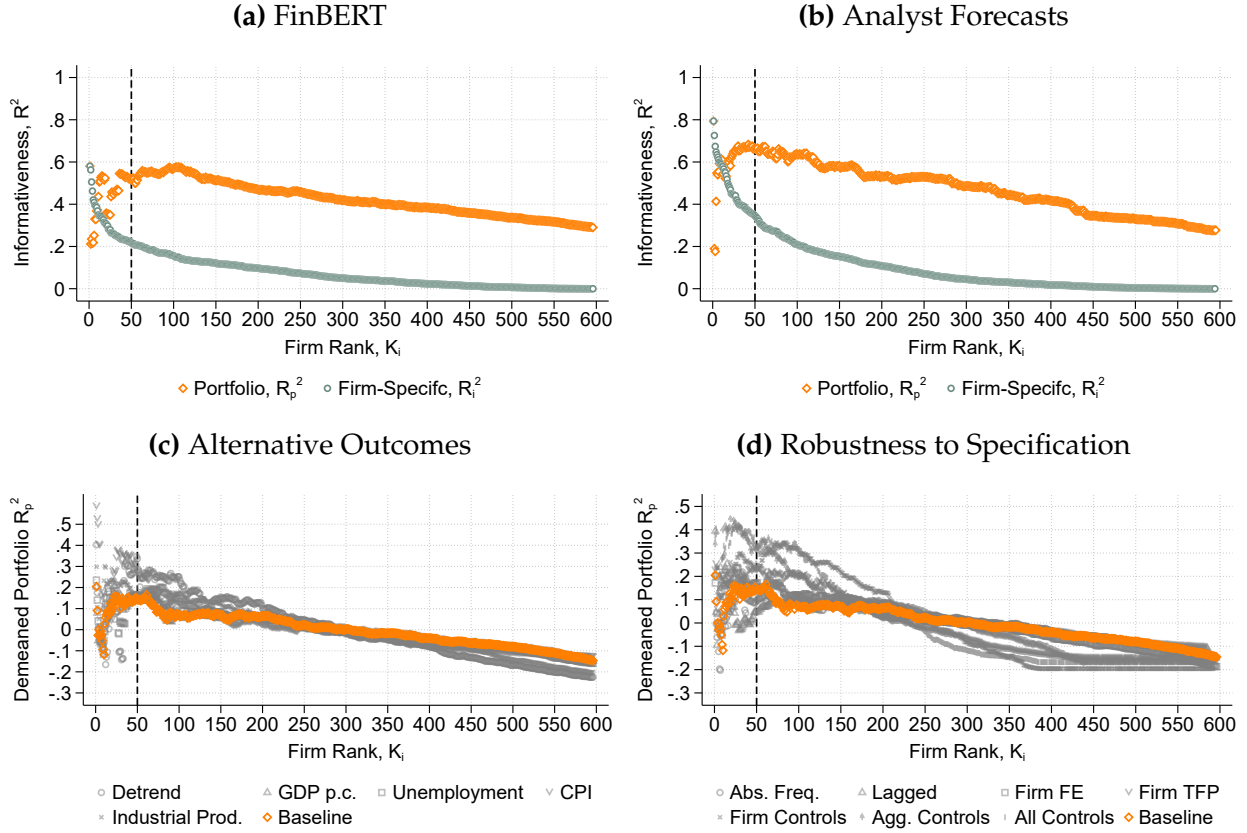 (a) FinBERT
Informativeness, R²
1
.8
.6
.4
.2
0
0 50 100 150 200 250 300 350 400 450 500 550 600
Firm Rank, Kᵢ
Portfolio, Rₚ² Firm-Specifc, Rᵢ²
(b) Analyst Forecasts
Informativeness, R²
1
.8
.6
.4
.2
0
0 50 100 150 200 250 300 350 400 450 500 550 600
Firm Rank, Kᵢ
Portfolio, Rₚ² Firm-Specifc, Rᵢ²
(c) Alternative Outcomes
Demeaned Portfolio Rₚ²
.5
.4
.3
.2
.1
0
-.1
-.2
-.3
0 50 100 150 200 250 300 350 400 450 500 550 600
Firm Rank, Kᵢ
Detrend GDP p.c. Unemployment CPI
Industrial Prod. Baseline
(d) Robustness to Specification
Demeaned Portfolio Rₚ²
.5
.4
.3
.2
.1
0
-.1
-.2
-.3
0 50 100 150 200 250 300 350 400 450 500 550 600
Firm Rank, Kᵢ
Abs. Freq. Lagged Firm FE Firm TFP
Firm Controls Agg. Controls All Controls Baseline